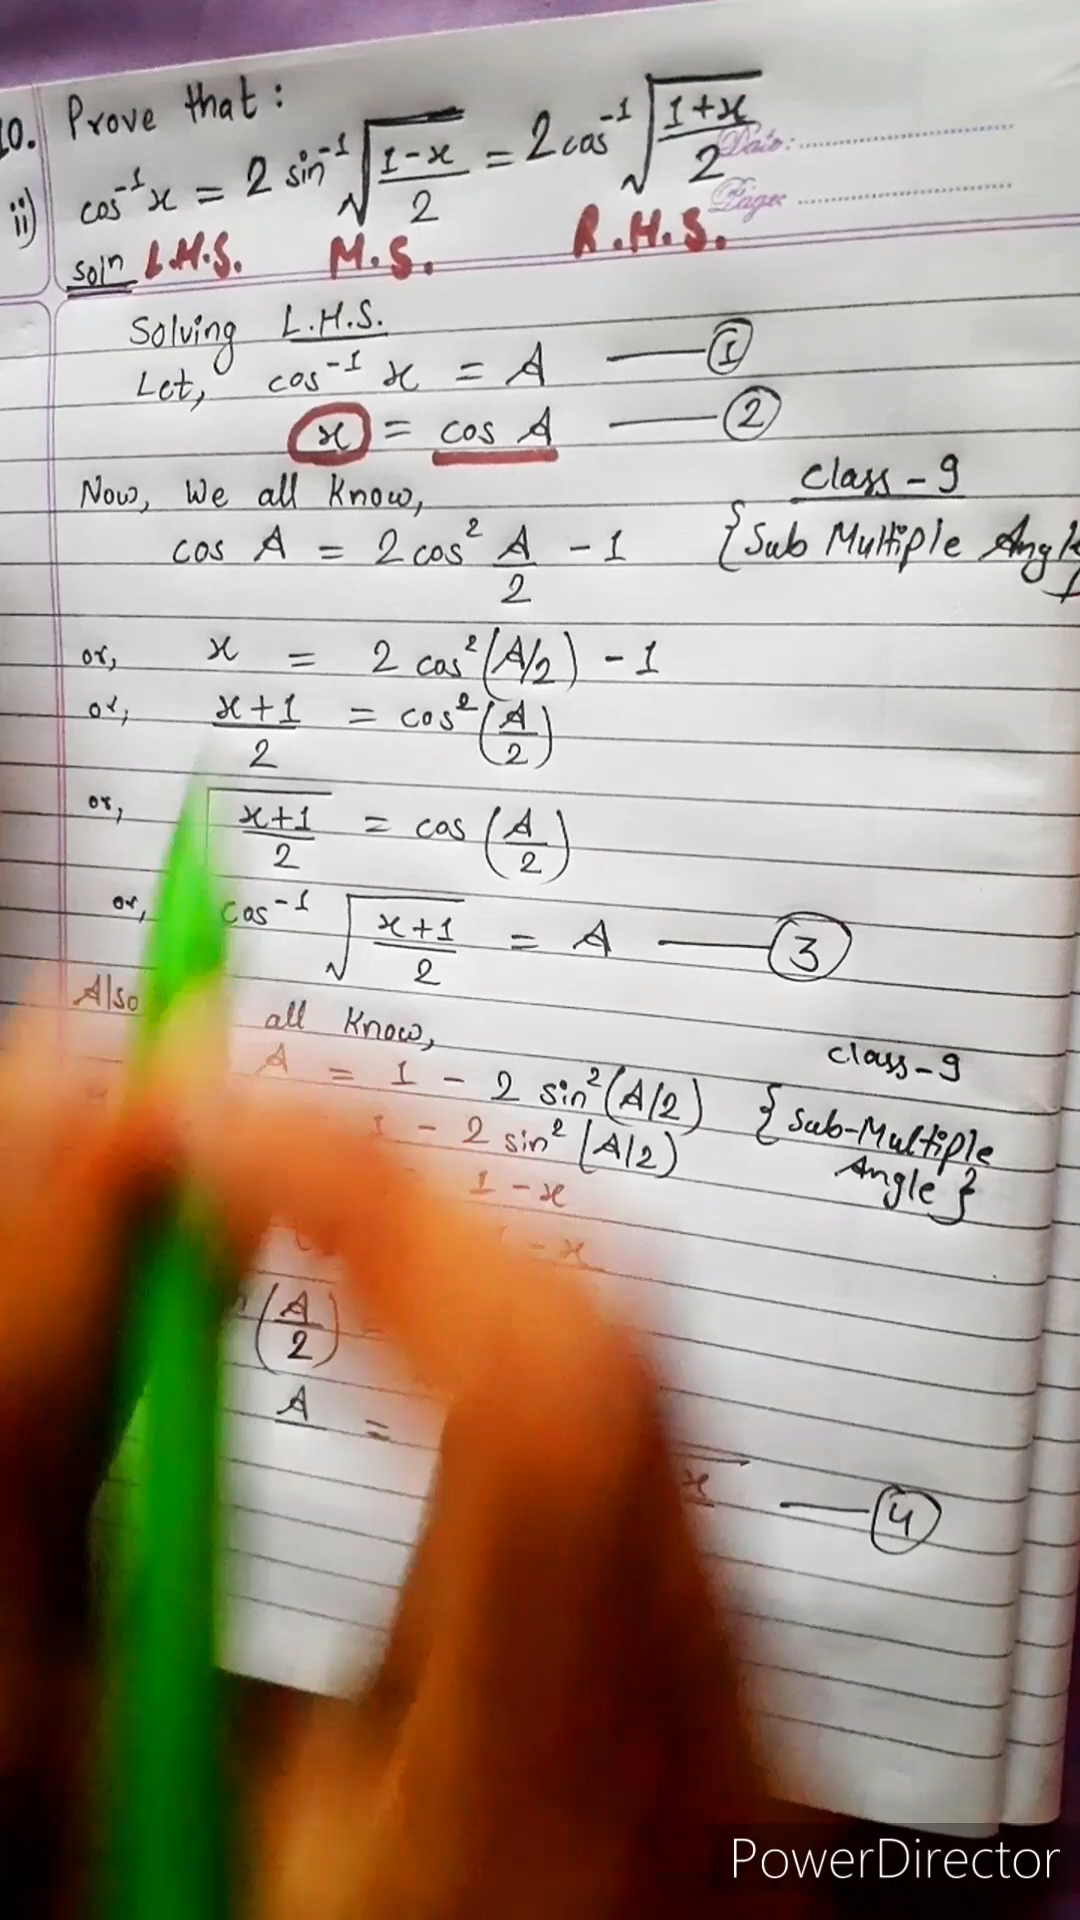 10. Prove that:
ii) cos⁻¹x = 2 sin⁻¹ √((1-x)/2) = 2 cos⁻¹ √((1+x)/2)
Date:
Page:
Soln L.H.S. M.S. R.H.S.
Solving L.H.S.
Let, cos⁻¹ x = A —— ①
x = cos A —— ②
Now, We all Know,
class - 9
cos A = 2cos² A/2 - 1 {Sub Multiple Angle
or, x = 2 cos²(A/2) - 1
or, (x+1)/2 = cos²(A/2)
or, √((x+1)/2) = cos (A/2)
or, cos⁻¹ √((x+1)/2) = A —— ③
Also all Know,
class - 9
A = 1 - 2 sin²(A/2) {Sub-Multiple
1 - 2 sin²(A/2) Angle}
1 - x
- x
(A/2) =
A = x —— ④
PowerDirector